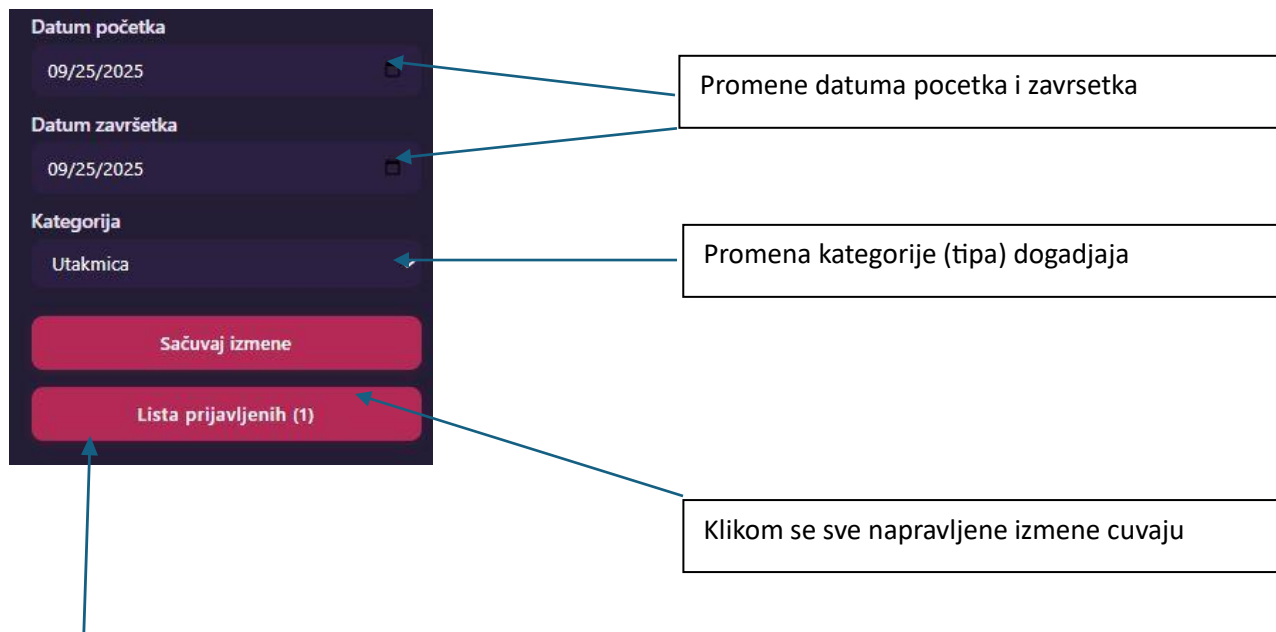 Datum početka
09/25/2025
Promene datuma pocetka i zavrsetka
Datum završetka
09/25/2025
Kategorija
Utakmica
Promena kategorije (tipa) dogadjaja
Sačuvaj izmene
Lista prijavljenih (1)
Klikom se sve napravljene izmene cuvaju